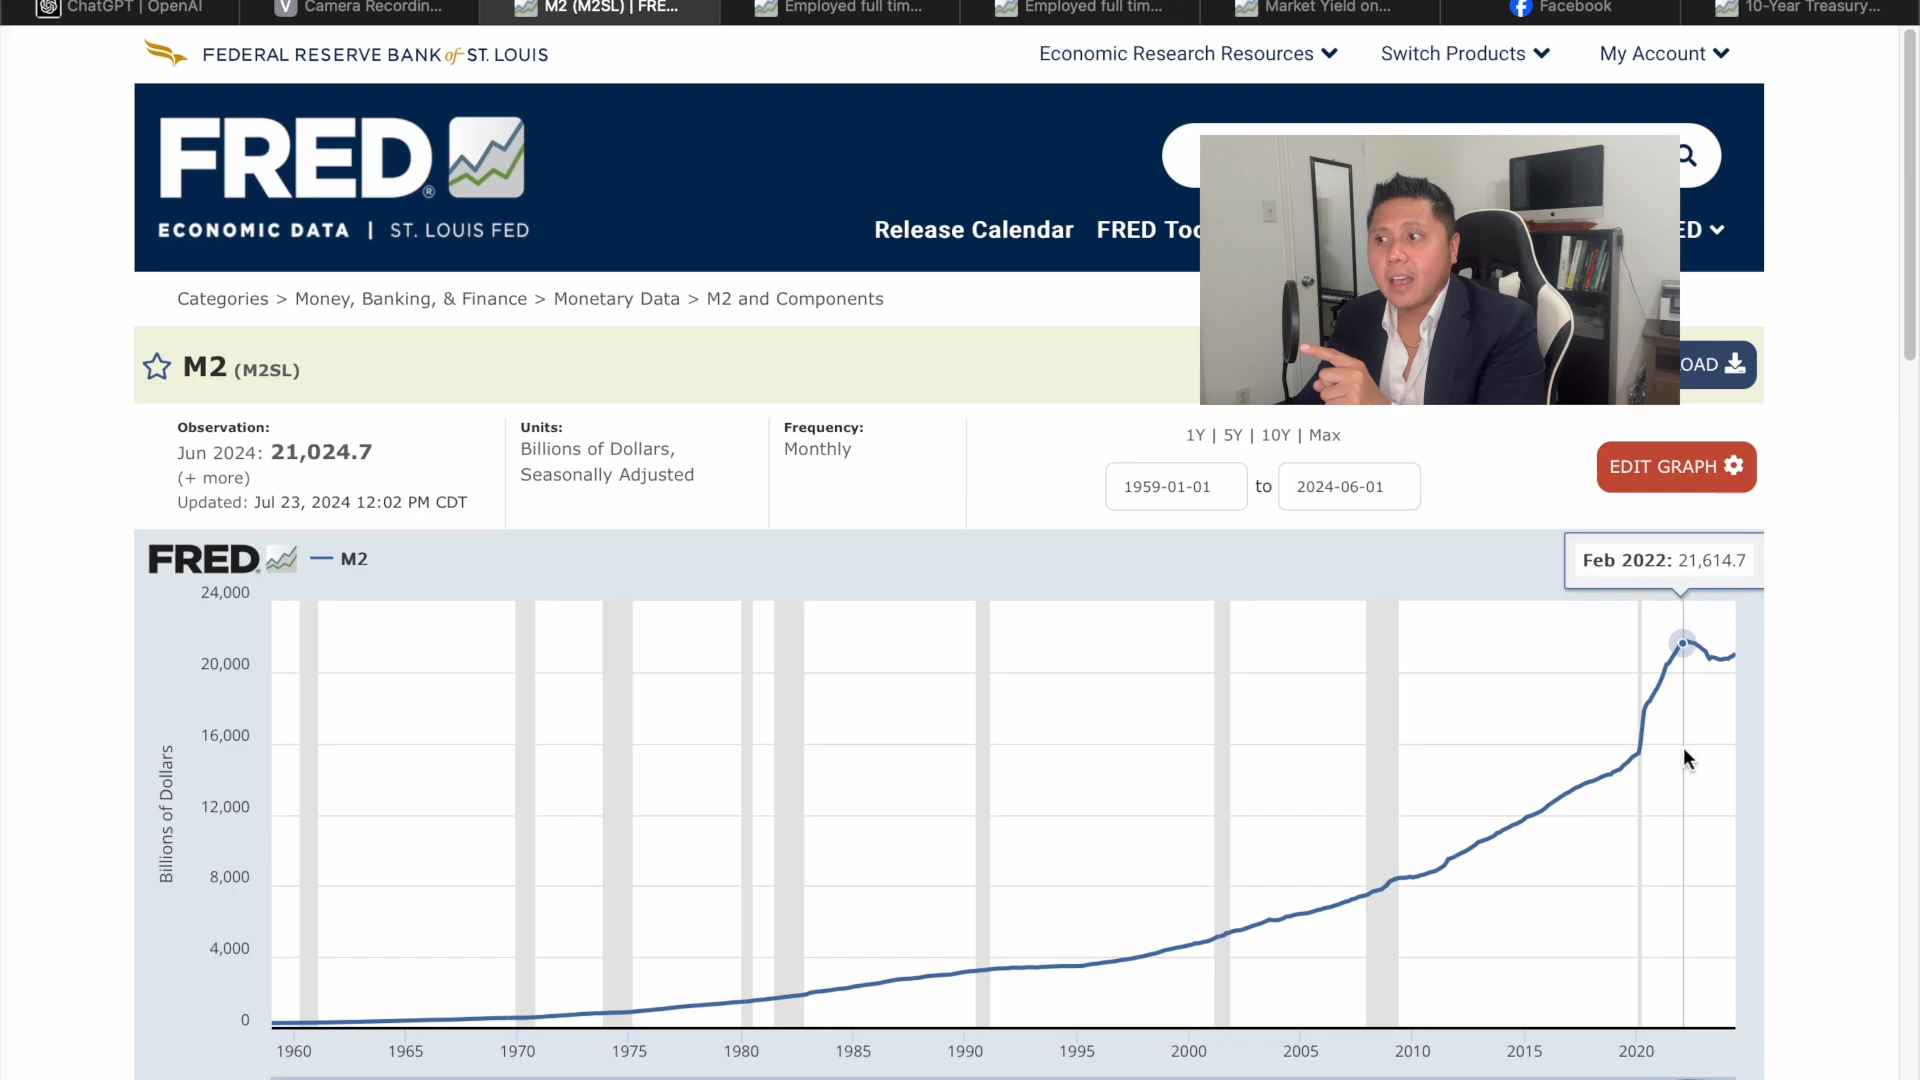 ChatGPT | OpenAI
Camera Recordin...
M2 (M2SL) | FRE...
Employed full tim...
Employed full tim...
Market Yield on...
Facebook
10-Year Treasury...
FEDERAL RESERVE BANK of ST. LOUIS
Economic Research Resources
Switch Products
My Account
FRED®
ECONOMIC DATA | ST. LOUIS FED
Release Calendar
FRED Too
ED
Categories > Money, Banking, & Finance > Monetary Data > M2 and Components
M2 (M2SL)
OAD
Observation:
Jun 2024: 21,024.7
(+ more)
Updated: Jul 23, 2024 12:02 PM CDT
Units:
Billions of Dollars,
Seasonally Adjusted
Frequency:
Monthly
1Y | 5Y | 10Y | Max
1959-01-01 to 2024-06-01
EDIT GRAPH
FRED
M2
Feb 2022: 21,614.7
24,000
20,000
16,000
12,000
8,000
4,000
0
Billions of Dollars
1960 1965 1970 1975 1980 1985 1990 1995 2000 2005 2010 2015 2020